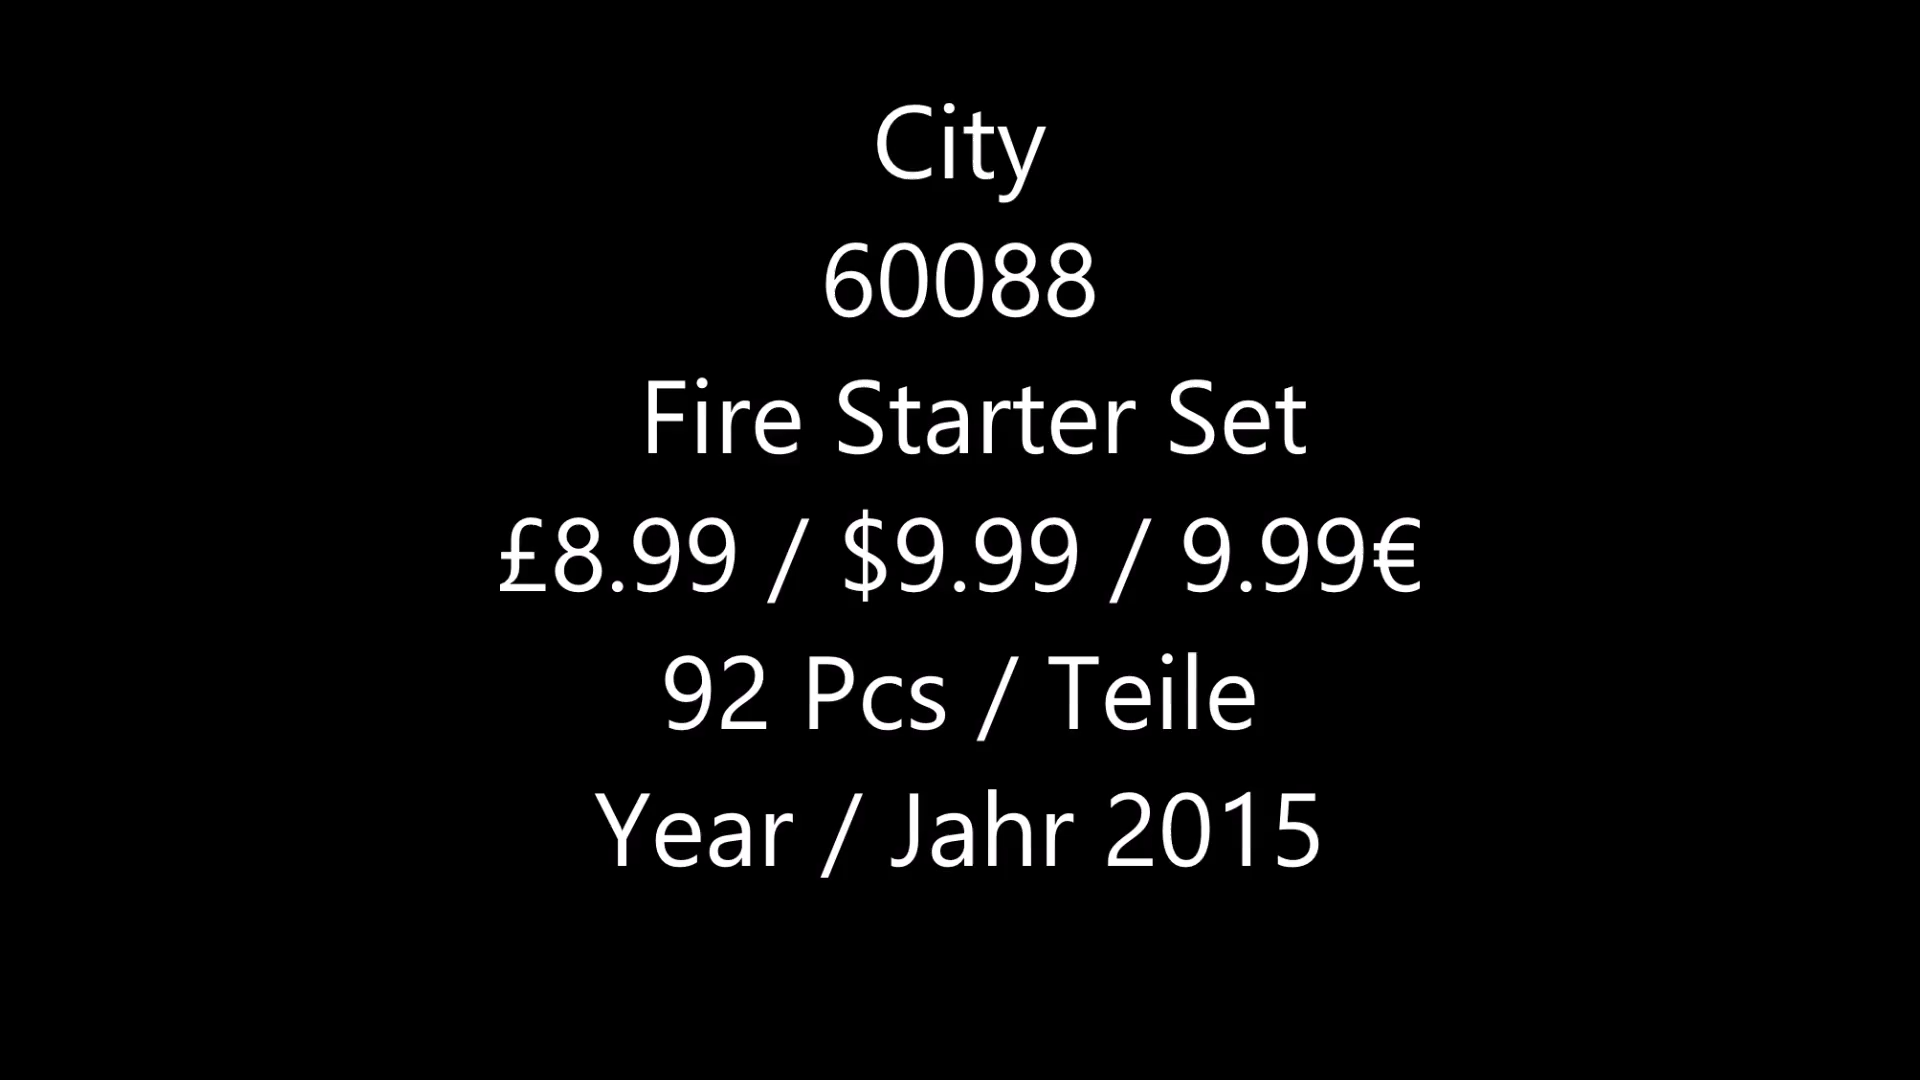 City
60088
Fire Starter Set
£8.99 / $9.99 / 9.99€
92 Pcs / Teile
Year / Jahr 2015